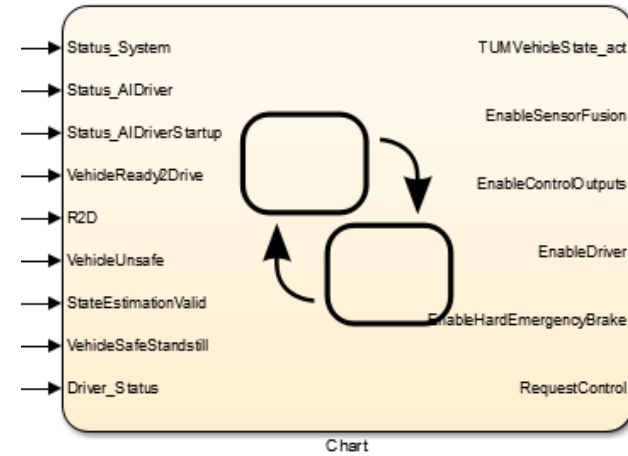 Status_System
Status_AIDriver
Status_AIDriverStartup
VehicleReady2Drive
R2D
VehicleUnsafe
StateEstimationValid
VehicleSafeStandstill
Driver_Status
TUMVehicleState_act
EnableSensorFusion
EnableControlOutputs
EnableDriver
EnableHardEmergencyBrake
RequestControl
Chart